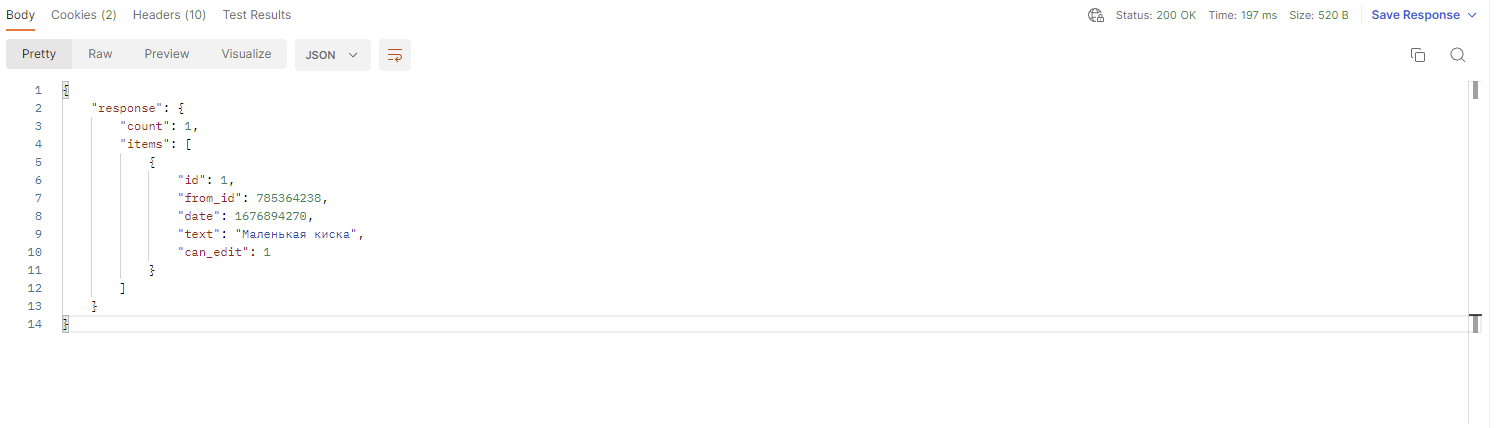 Body Cookies (2) Headers (10) Test Results Status: 200 OK Time: 197 ms Size: 520 B Save Response
Pretty Raw Preview Visualize JSON
1 {
2 "response": {
3 "count": 1,
4 "items": [
5 {
6 "id": 1,
7 "from_id": 785364238,
8 "date": 1676894270,
9 "text": "Маленькая киска",
10 "can_edit": 1
11 }
12 ]
13 }
14 }